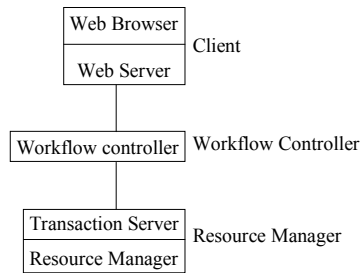 Web Browser
Client
Web Server
Workflow controller
Workflow Controller
Transaction Server
Resource Manager
Resource Manager